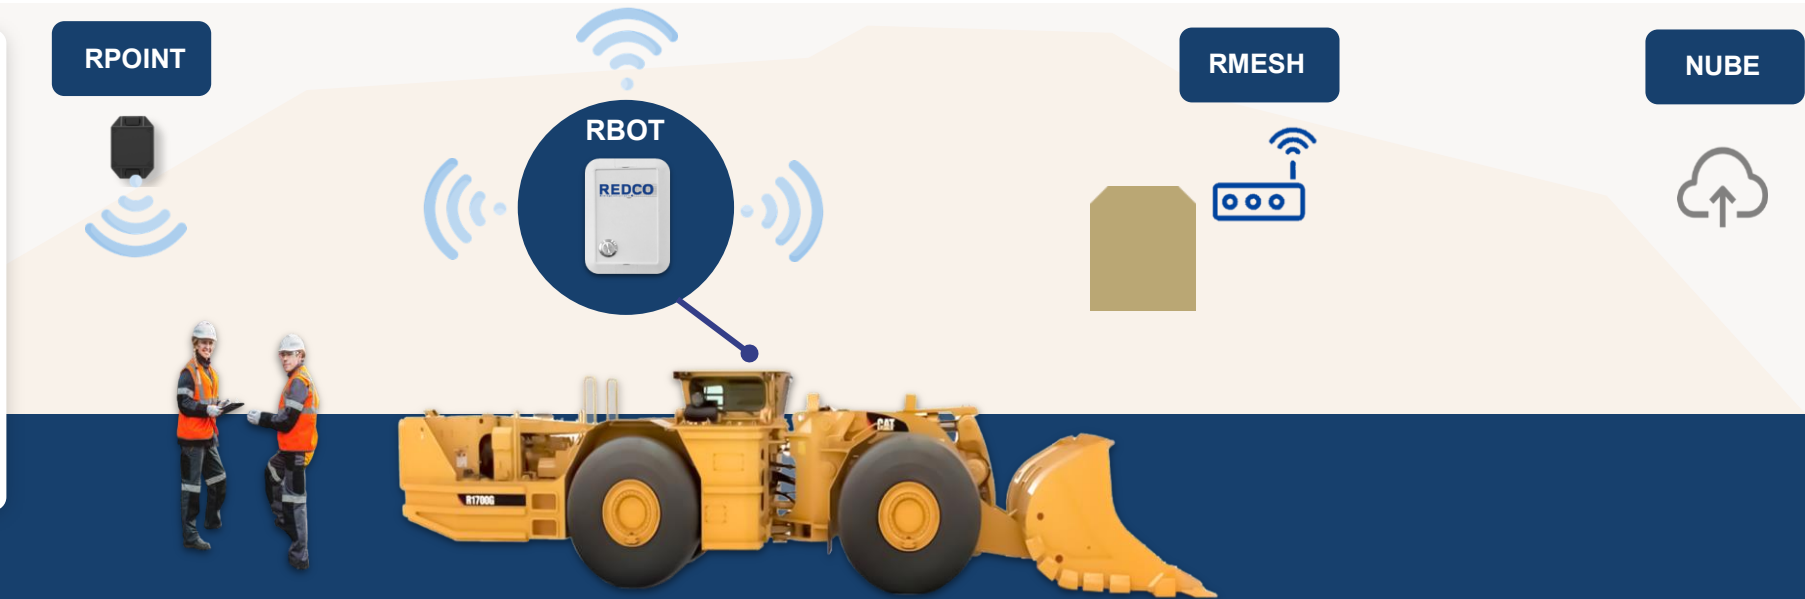 RPOINT
RBOT
REDCO
RMESH
NUBE
CAT
R1700G